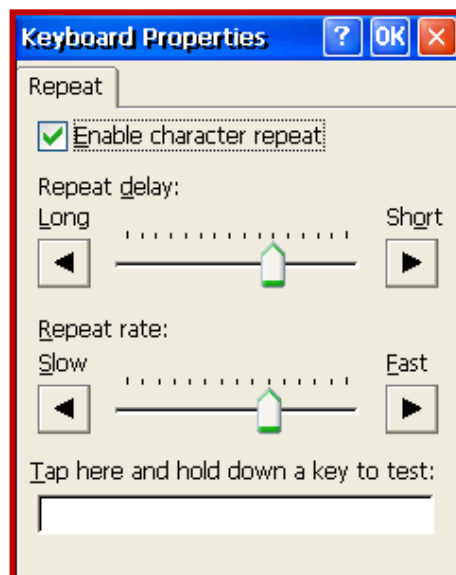 Keyboard Properties ? OK ×
Repeat
Enable character repeat
Repeat delay:
Long Short
Repeat rate:
Slow Fast
Tap here and hold down a key to test: